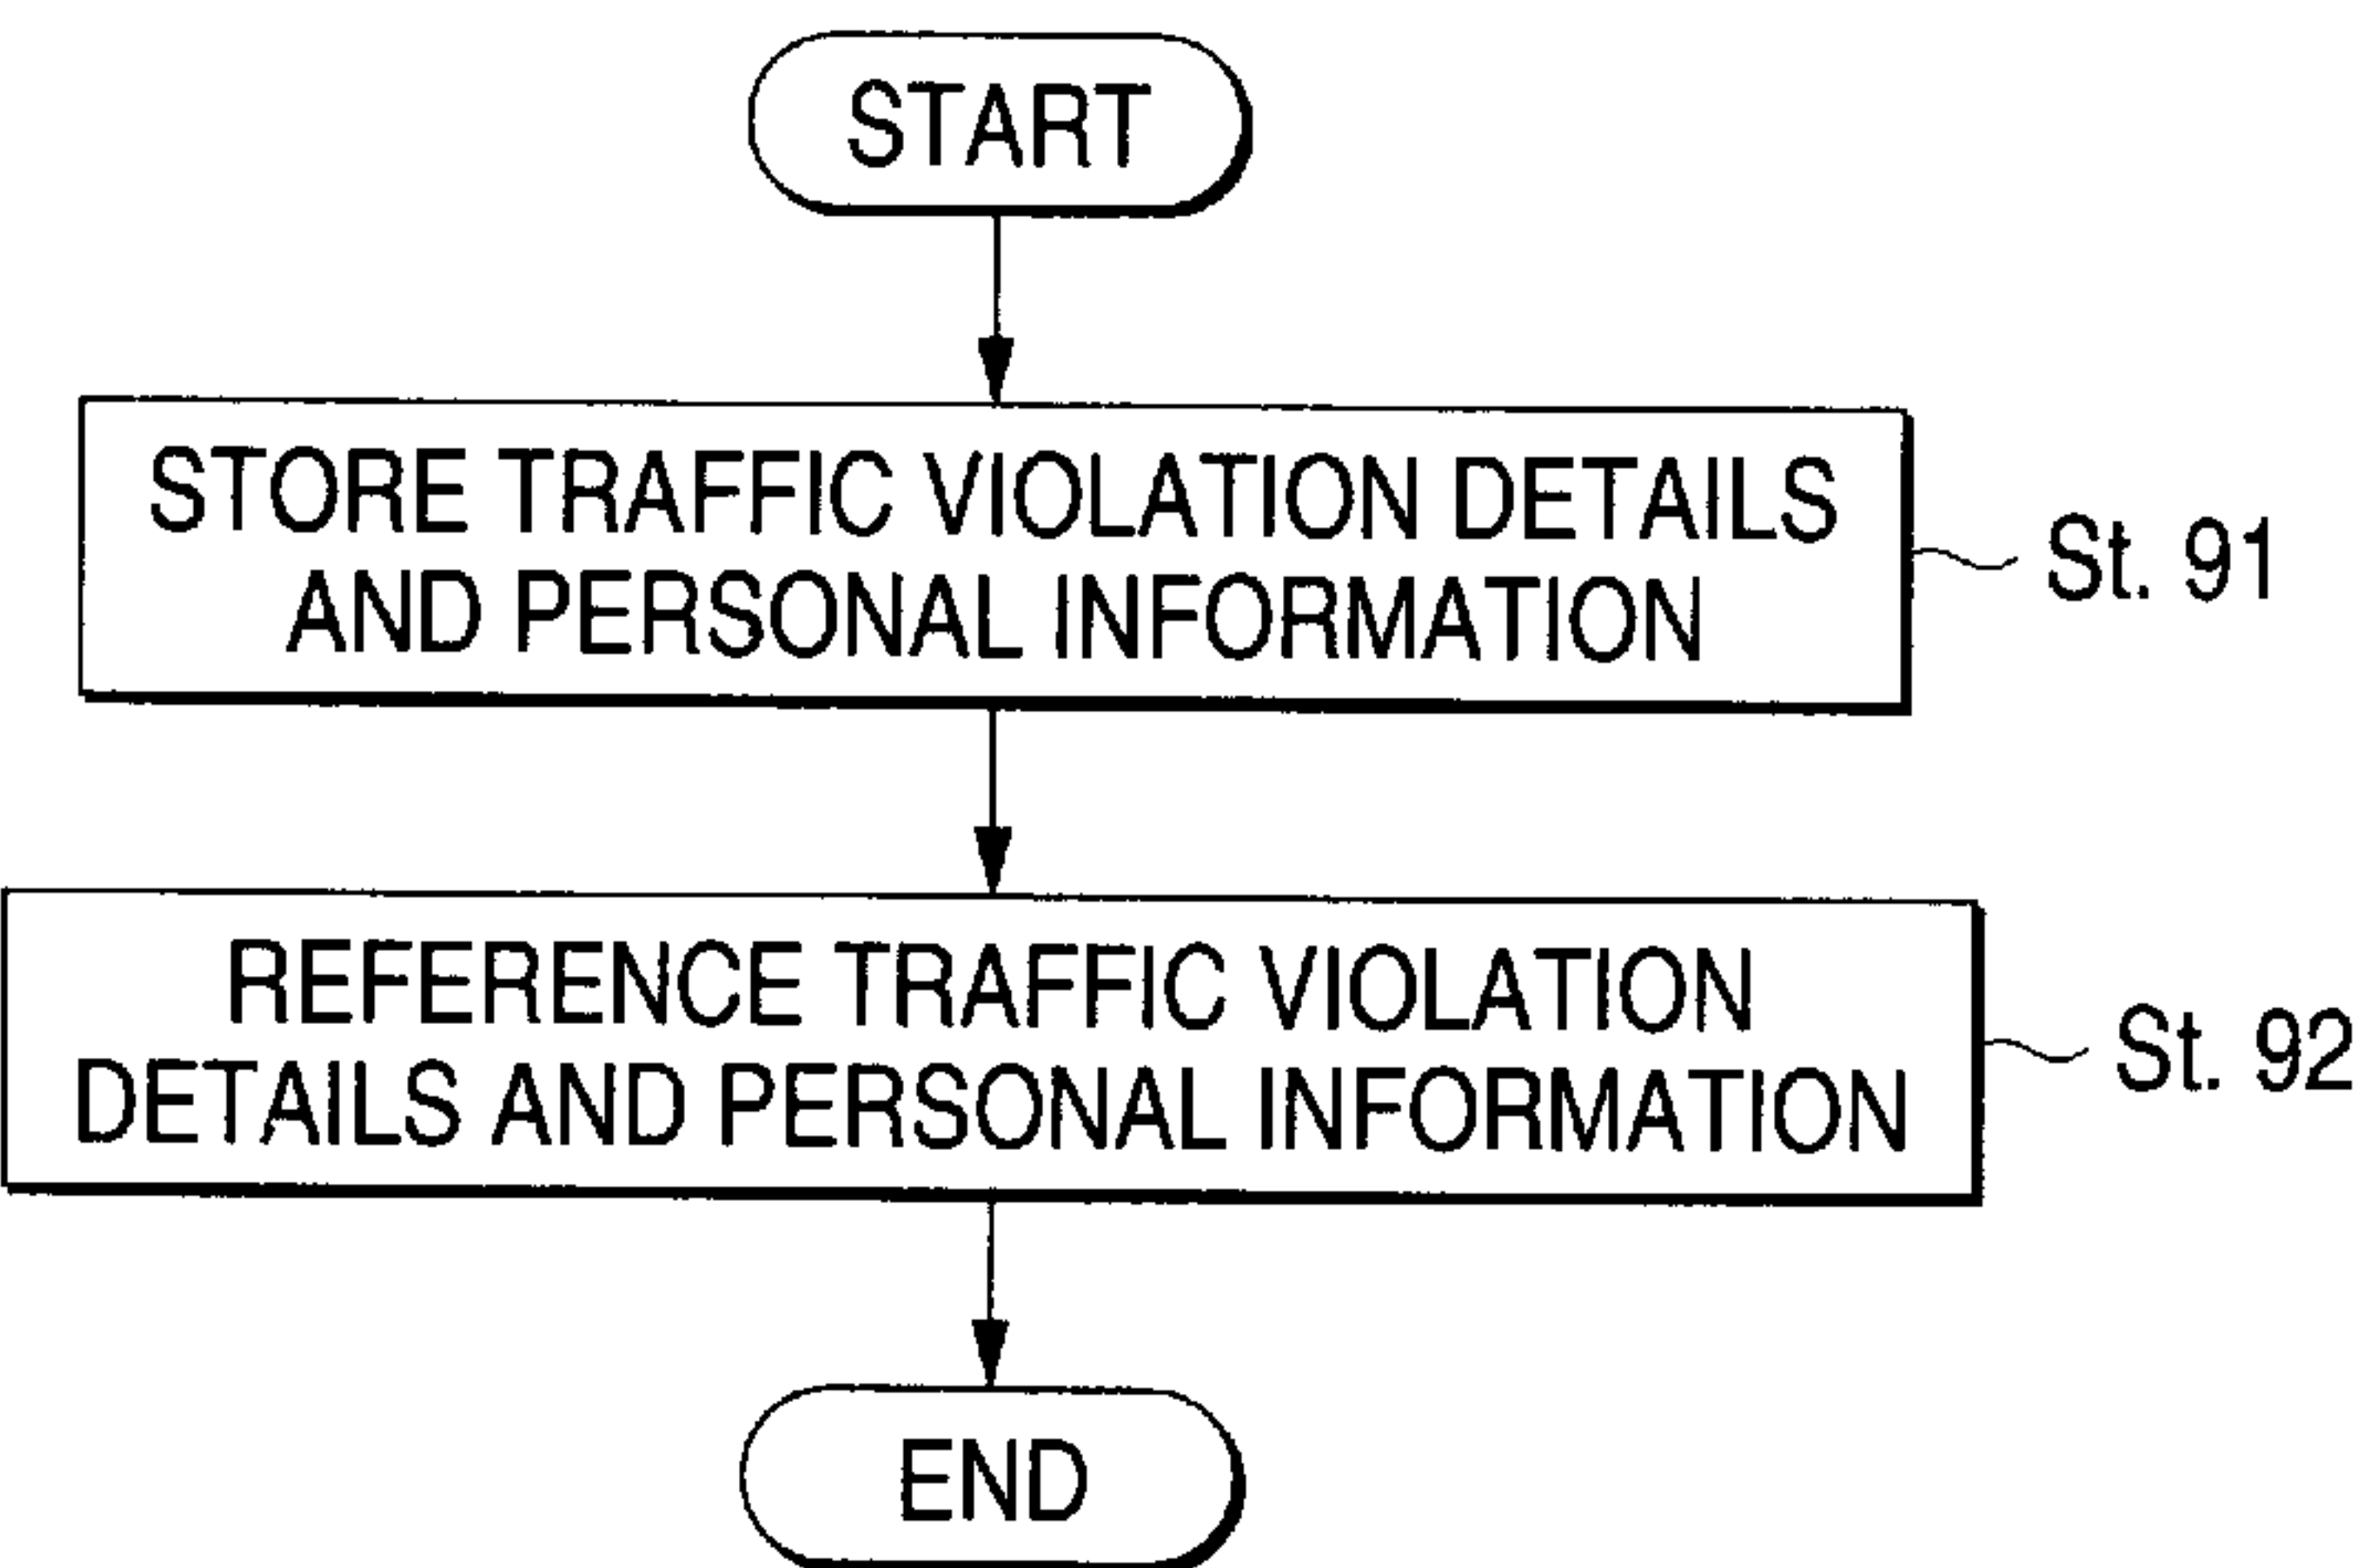 START
STORE TRAFFIC VIOLATION DETAILS
AND PERSONAL INFORMATION
St. 91
REFERENCE TRAFFIC VIOLATION
DETAILS AND PERSONAL INFORMATION
St. 92
END